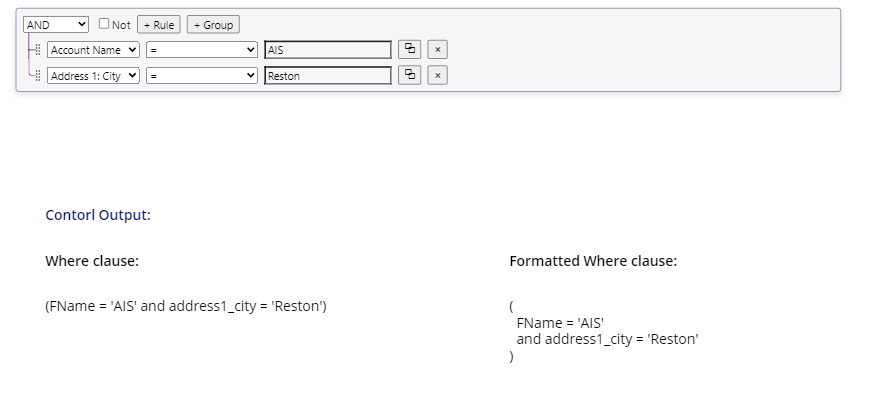 AND Not + Rule + Group
Account Name = AIS ×
Address 1: City = Reston ×
Contorl Output:
Where clause: Formatted Where clause:
(FName = 'AIS' and address1_city = 'Reston')
(
FName = 'AIS'
and address1_city = 'Reston'
)